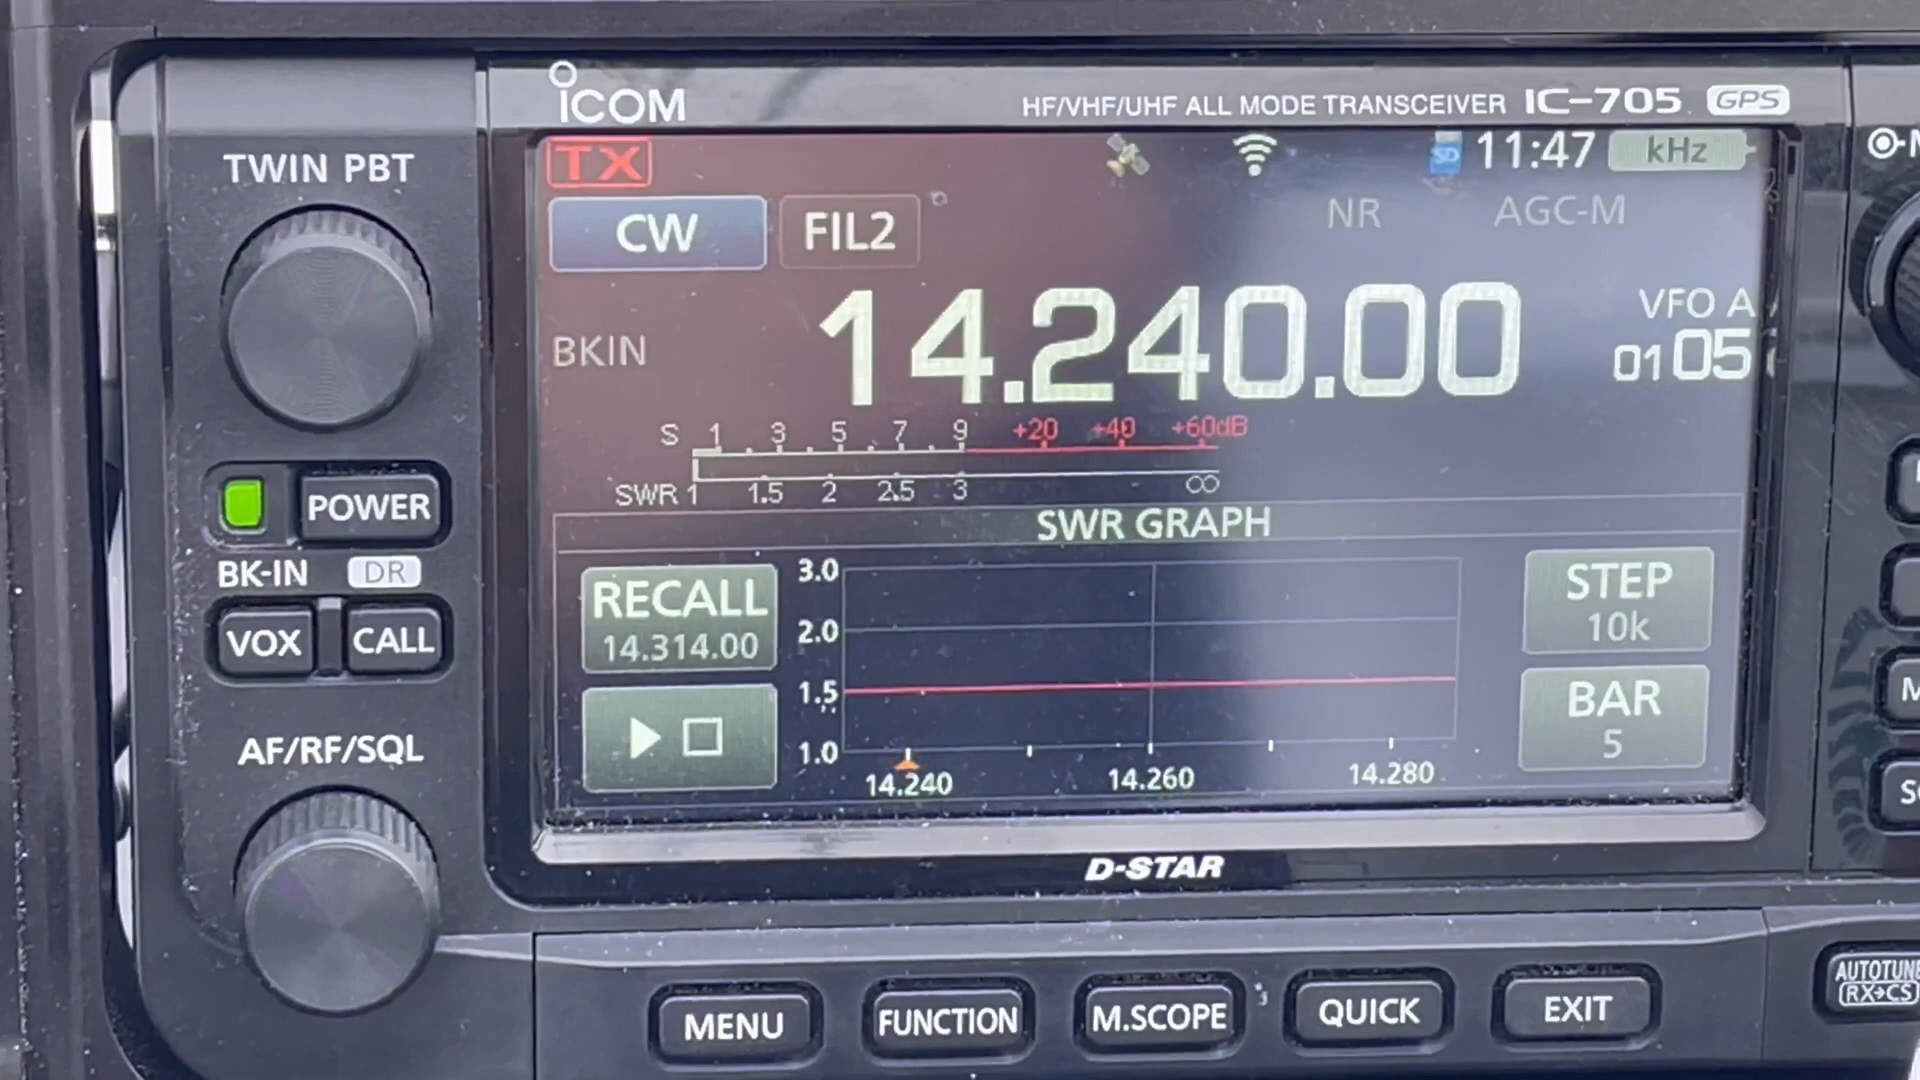 ICOM
HF/VHF/UHF ALL MODE TRANSCEIVER IC-705 GPS
TWIN PBT
TX
SD
11:47
kHz
CW
FIL2
NR
AGC-M
BKIN
14.240.00
VFO A
01 05
S 1 3 5 7 9 +20 +40 +60dB
SWR 1 1.5 2 2.5 3 ∞
POWER
SWR GRAPH
BK-IN
DR
VOX
CALL
RECALL
14.314.00
3.0
2.0
1.5
1.0
14.240
14.260
14.280
STEP
10k
BAR
5
AF/RF/SQL
D-STAR
MENU
FUNCTION
M.SCOPE
QUICK
EXIT
AUTOTUNE
RX→CS